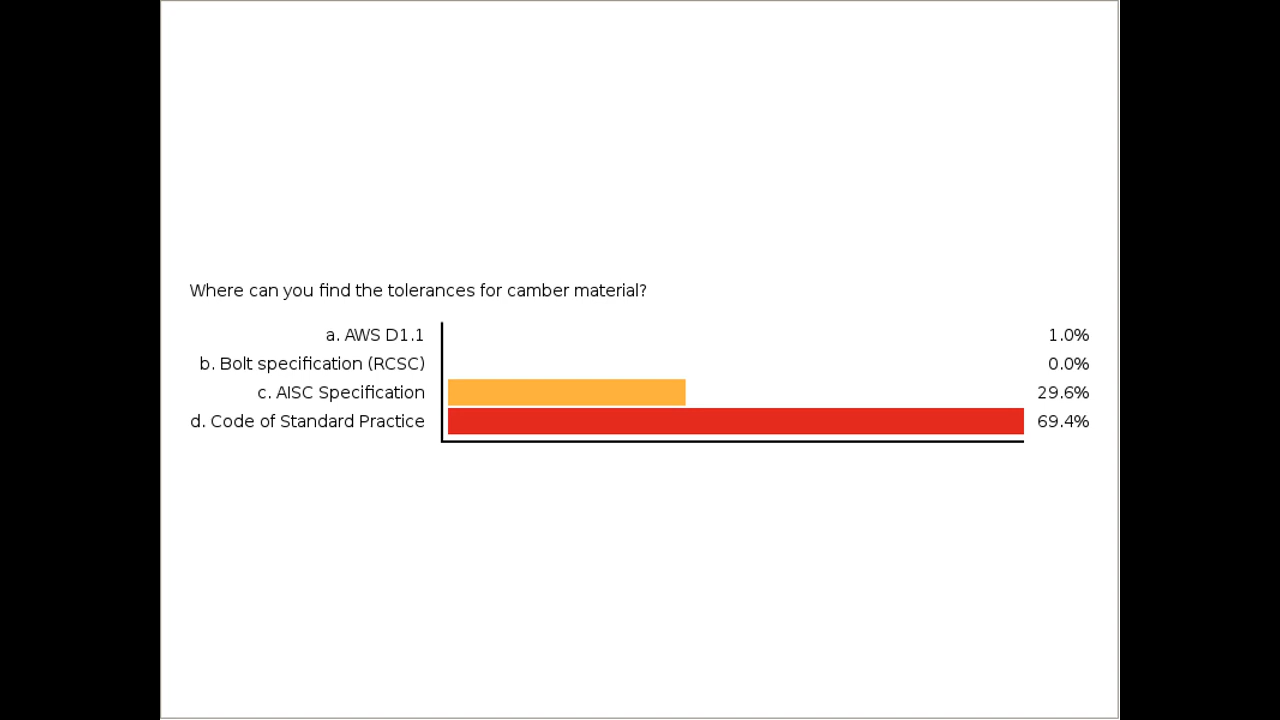 Where can you find the tolerances for camber material?
a. AWS D1.1 1.0%
b. Bolt specification (RCSC) 0.0%
c. AISC Specification 29.6%
d. Code of Standard Practice 69.4%